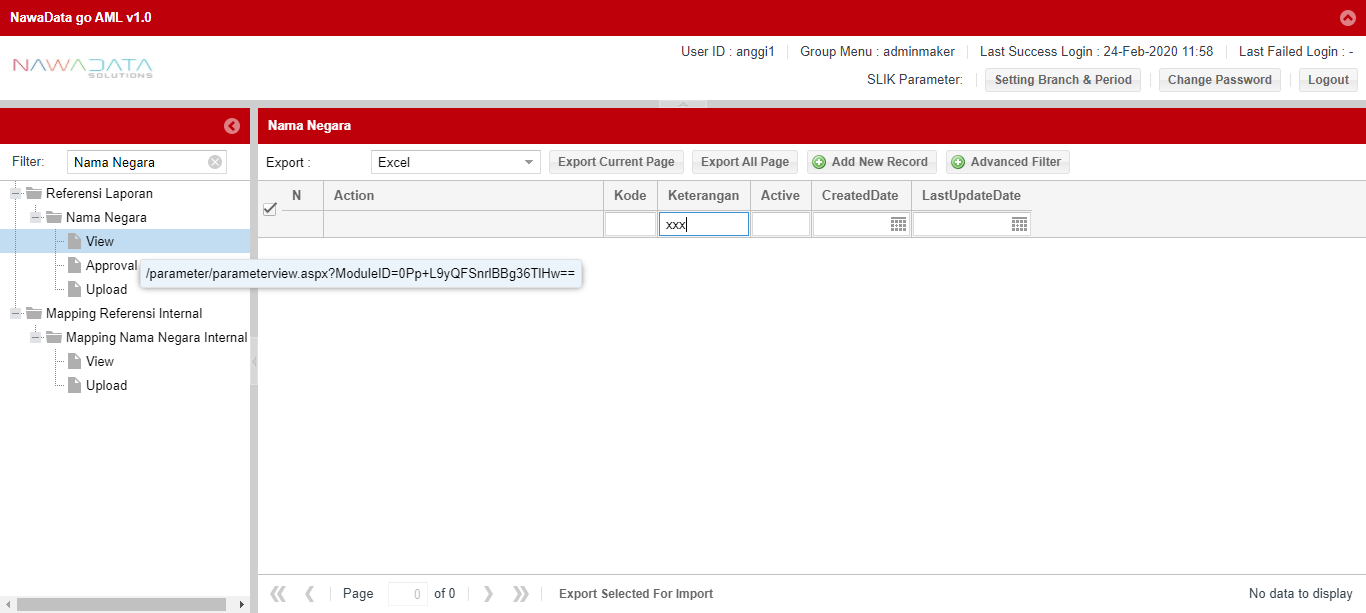 NawaData go AML v1.0
NAWADATA
SOLUTIONS
User ID : anggi1
Group Menu : adminmaker
Last Success Login : 24-Feb-2020 11:58
Last Failed Login : -
SLIK Parameter:
Setting Branch & Period
Change Password
Logout
Filter:
Nama Negara
Referensi Laporan
Nama Negara
View
Approval
Upload
Mapping Referensi Internal
Mapping Nama Negara Internal
View
Upload
Nama Negara
Export :
Excel
Export Current Page
Export All Page
Add New Record
Advanced Filter
N
Action
Kode
Keterangan
Active
CreatedDate
LastUpdateDate
xxx
/parameter/parameterview.aspx?ModuleID=0Pp+L9yQFSnrlBBg36TlHw==
Page
0
of 0
Export Selected For Import
No data to display